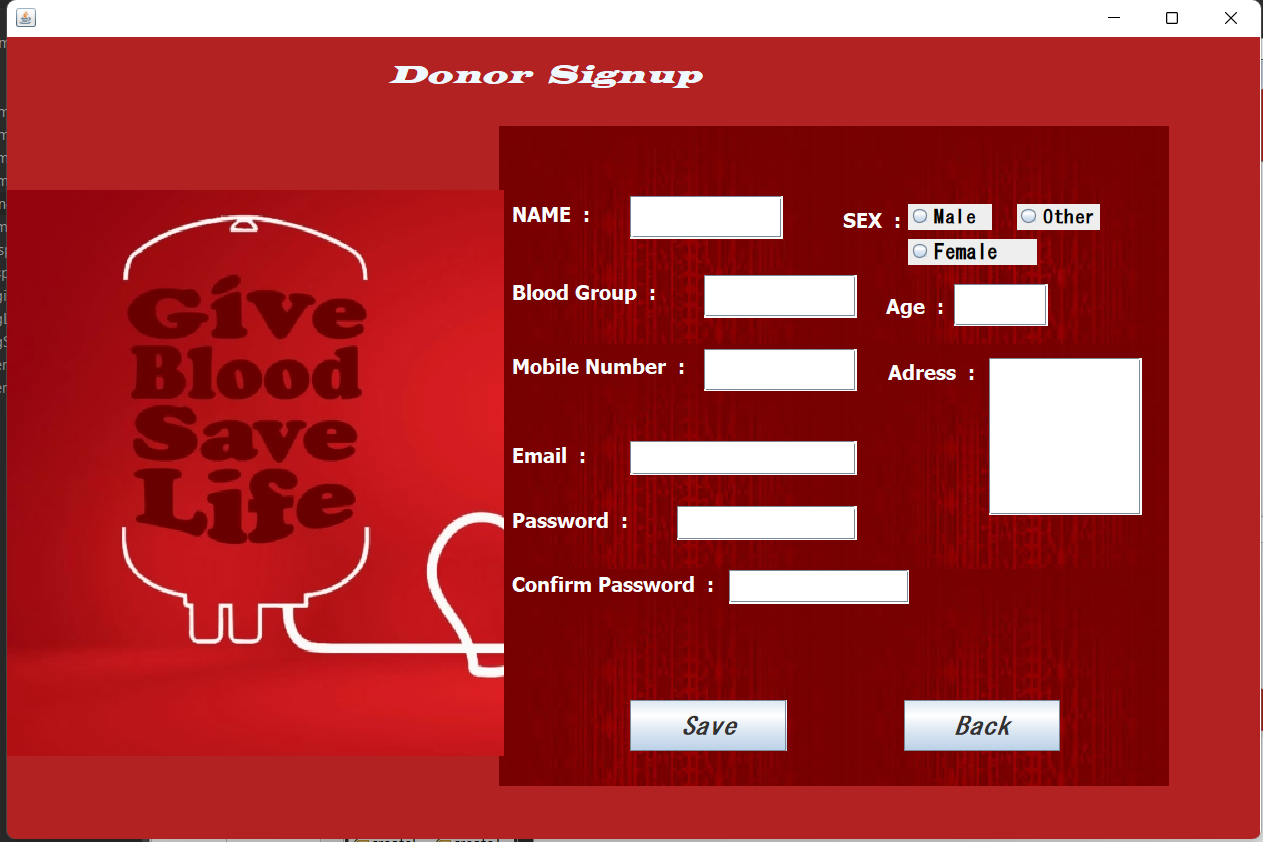 Donor Signup
Give
Blood
Save
Life
NAME :
SEX :
Male
Other
Female
Blood Group :
Age :
Mobile Number :
Adress :
Email :
Password :
Confirm Password :
Save
Back